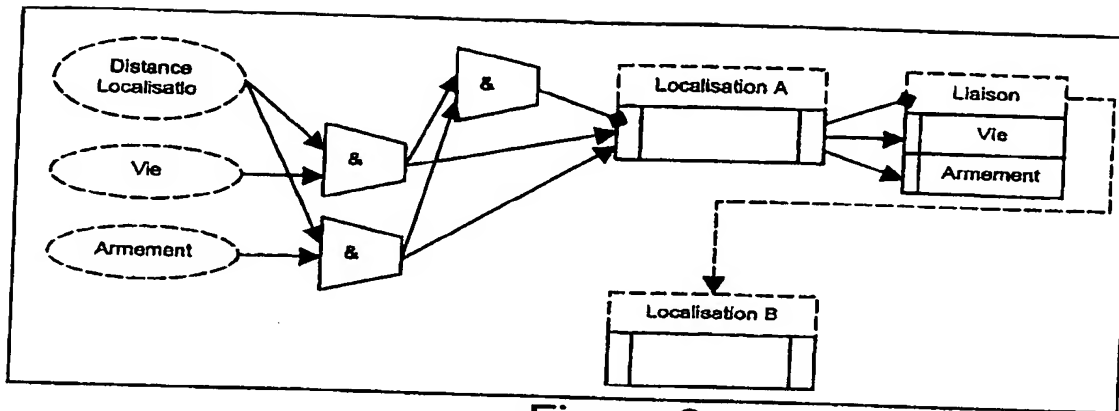 Distance
Localisatio
Vie
Armement
&
&
&
Localisation A
Liaison
Vie
Armement
Localisation B